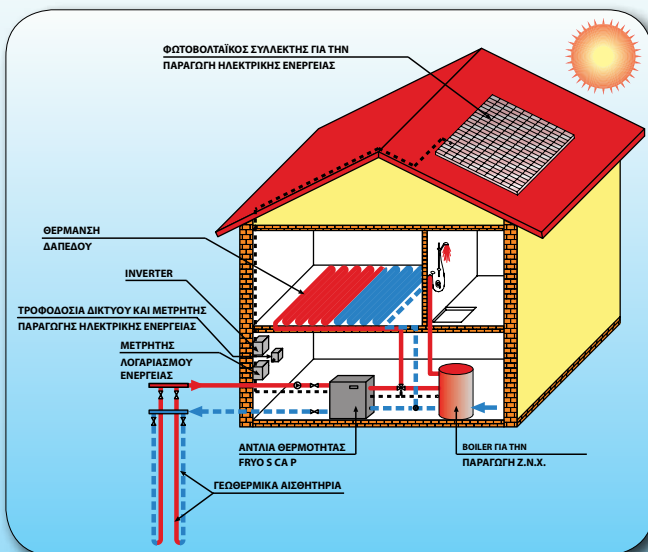 ΦΩΤΟΒΟΛΤΑΪΚΟΣ ΣΥΛΛΕΚΤΗΣ ΓΙΑ ΤΗΝ
ΠΑΡΑΓΩΓΗ ΗΛΕΚΤΡΙΚΗΣ ΕΝΕΡΓΕΙΑΣ
ΘΕΡΜΑΝΣΗ
ΔΑΠΕΔΟΥ
INVERTER
ΤΡΟΦΟΔΟΣΙΑ ΔΙΚΤΥΟΥ ΚΑΙ ΜΕΤΡΗΤΗΣ
ΠΑΡΑΓΩΓΗΣ ΗΛΕΚΤΡΙΚΗΣ ΕΝΕΡΓΕΙΑΣ
ΜΕΤΡΗΤΗΣ
ΛΟΓΑΡΙΑΣΜΟΥ
ΕΝΕΡΓΕΙΑΣ
ΑΝΤΛΙΑ ΘΕΡΜΟΤΗΤΑΣ
FRYO S CA P
BOILER ΓΙΑ ΤΗΝ
ΠΑΡΑΓΩΓΗ Ζ.Ν.Χ.
ΓΕΩΘΕΡΜΙΚΑ ΑΙΣΘΗΤΗΡΙΑ